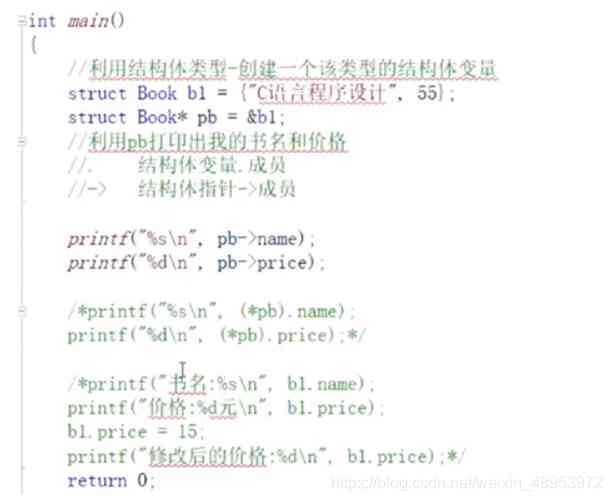 int main()
{
//利用结构体类型-创建一个该类型的结构体变量
struct Book b1 = {"C语言程序设计", 55};
struct Book* pb = &b1;
//利用pb打印出我的书名和价格
//.    结构体变量.成员
//->   结构体指针->成员
printf("%s\n", pb->name);
printf("%d\n", pb->price);
/*printf("%s\n", (*pb).name);
printf("%d\n", (*pb).price);*/
/*printf("书名:%s\n", b1.name);
printf("价格:%d元\n", b1.price);
b1.price = 15;
printf("修改后的价格:%d\n", b1.price);*/
return 0;
https://blog.csdn.net/weixin_48953972